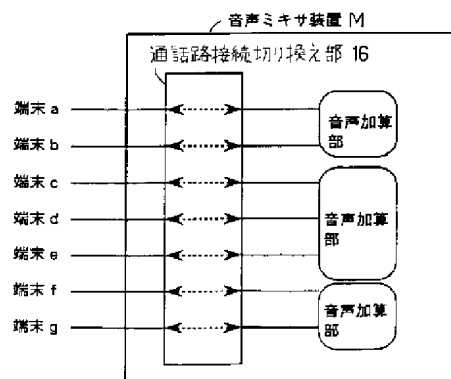 音声ミキサ装置 M
通話路接続切り換え部 16
端末 a
端末 b
端末 c
端末 d
端末 e
端末 f
端末 g
音声加算
部
音声加算
部
音声加算
部